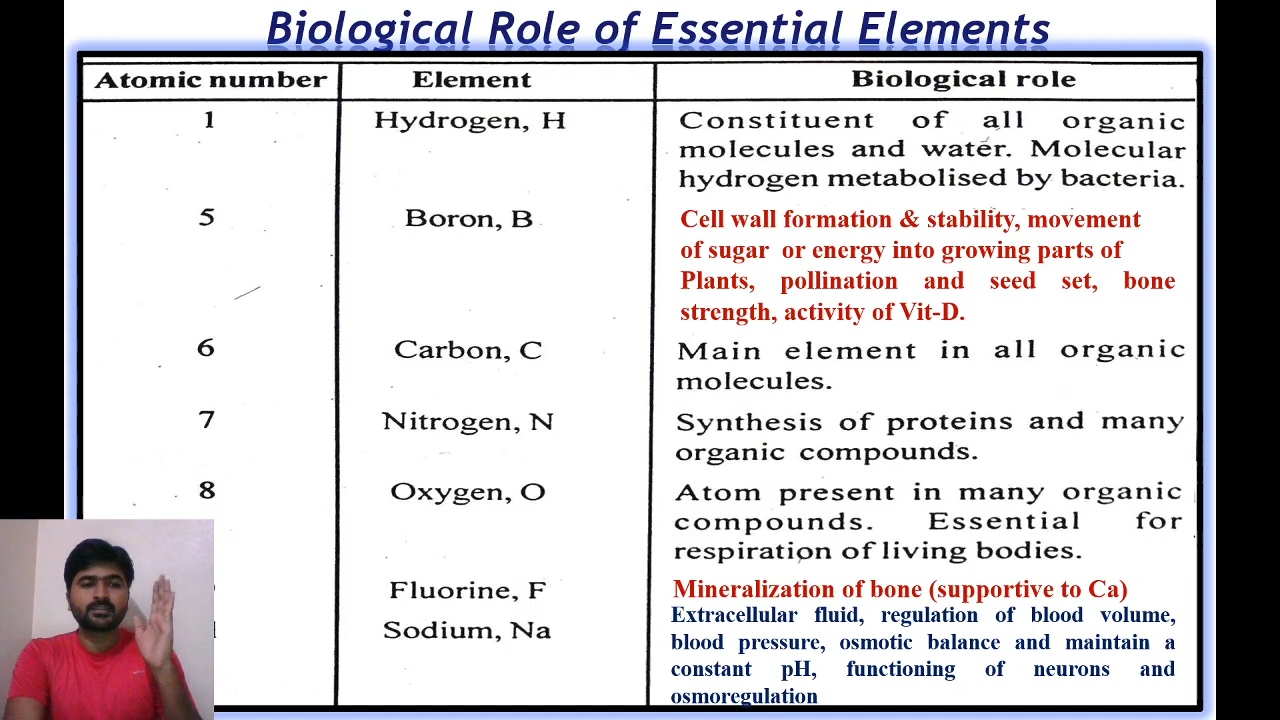 Biological Role of Essential Elements
Atomic number Element Biological role
1 Hydrogen, H Constituent of all organic
molecules and water. Molecular
hydrogen metabolised by bacteria.
5 Boron, B Cell wall formation & stability, movement
of sugar or energy into growing parts of
Plants, pollination and seed set, bone
strength, activity of Vit-D.
6 Carbon, C Main element in all organic
molecules.
7 Nitrogen, N Synthesis of proteins and many
organic compounds.
8 Oxygen, O Atom present in many organic
compounds. Essential for
respiration of living bodies.
Fluorine, F Mineralization of bone (supportive to Ca)
Sodium, Na Extracellular fluid, regulation of blood volume,
blood pressure, osmotic balance and maintain a
constant pH, functioning of neurons and
osmoregulation